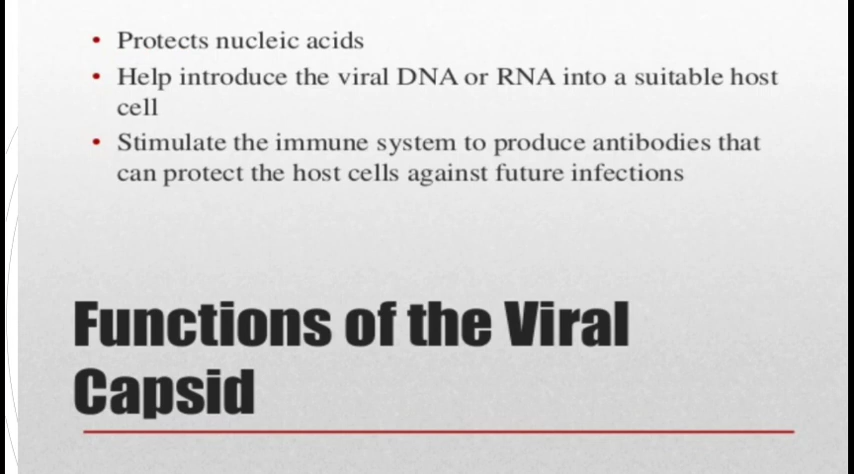 • Protects nucleic acids
• Help introduce the viral DNA or RNA into a suitable host
cell
• Stimulate the immune system to produce antibodies that
can protect the host cells against future infections
Functions of the Viral
Capsid